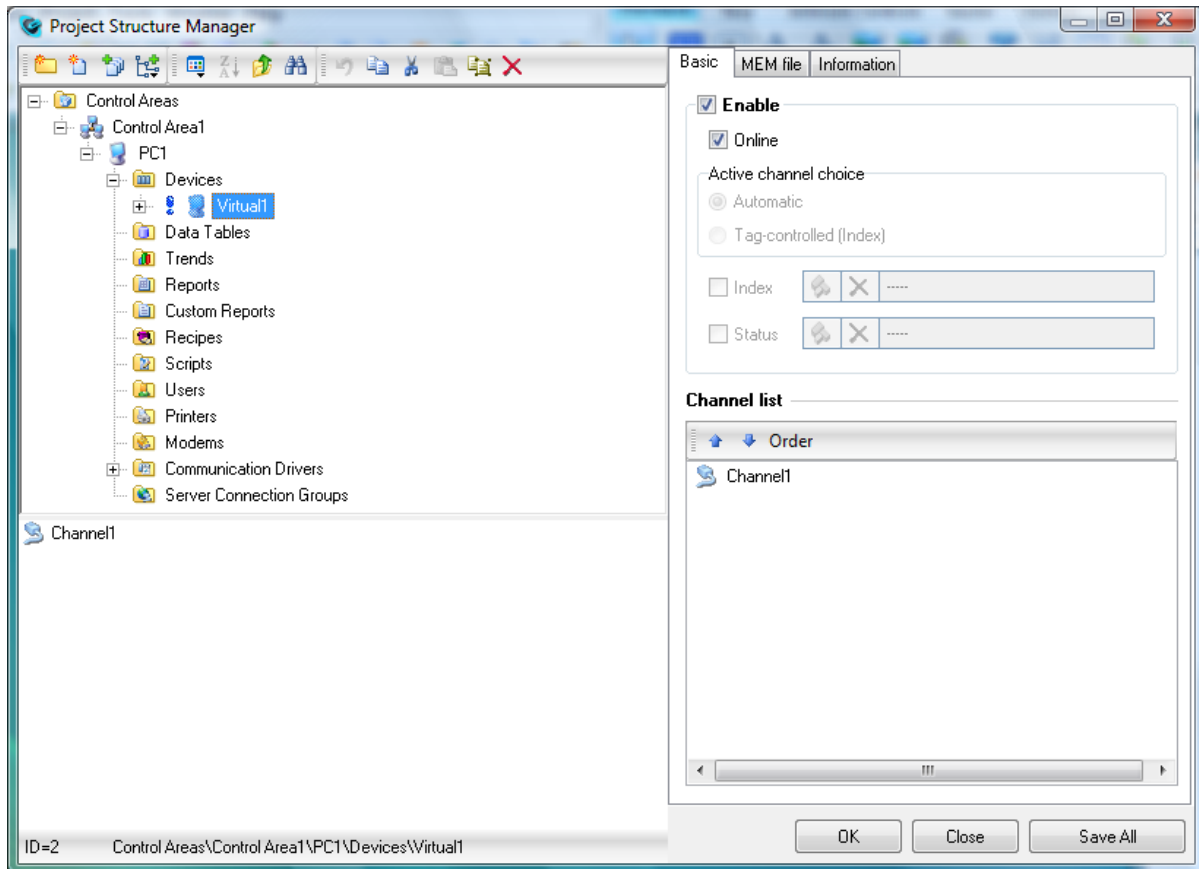 Project Structure Manager
Control Areas
Control Area1
PC1
Devices
Virtual1
Data Tables
Trends
Reports
Custom Reports
Recipes
Scripts
Users
Printers
Modems
Communication Drivers
Server Connection Groups
Channel1
ID=2 Control Areas\Control Area1\PC1\Devices\Virtual1
Basic MEM file Information
Enable
Online
Active channel choice
Automatic
Tag-controlled (Index)
Index -----
Status -----
Channel list
Order
Channel1
OK Close Save All